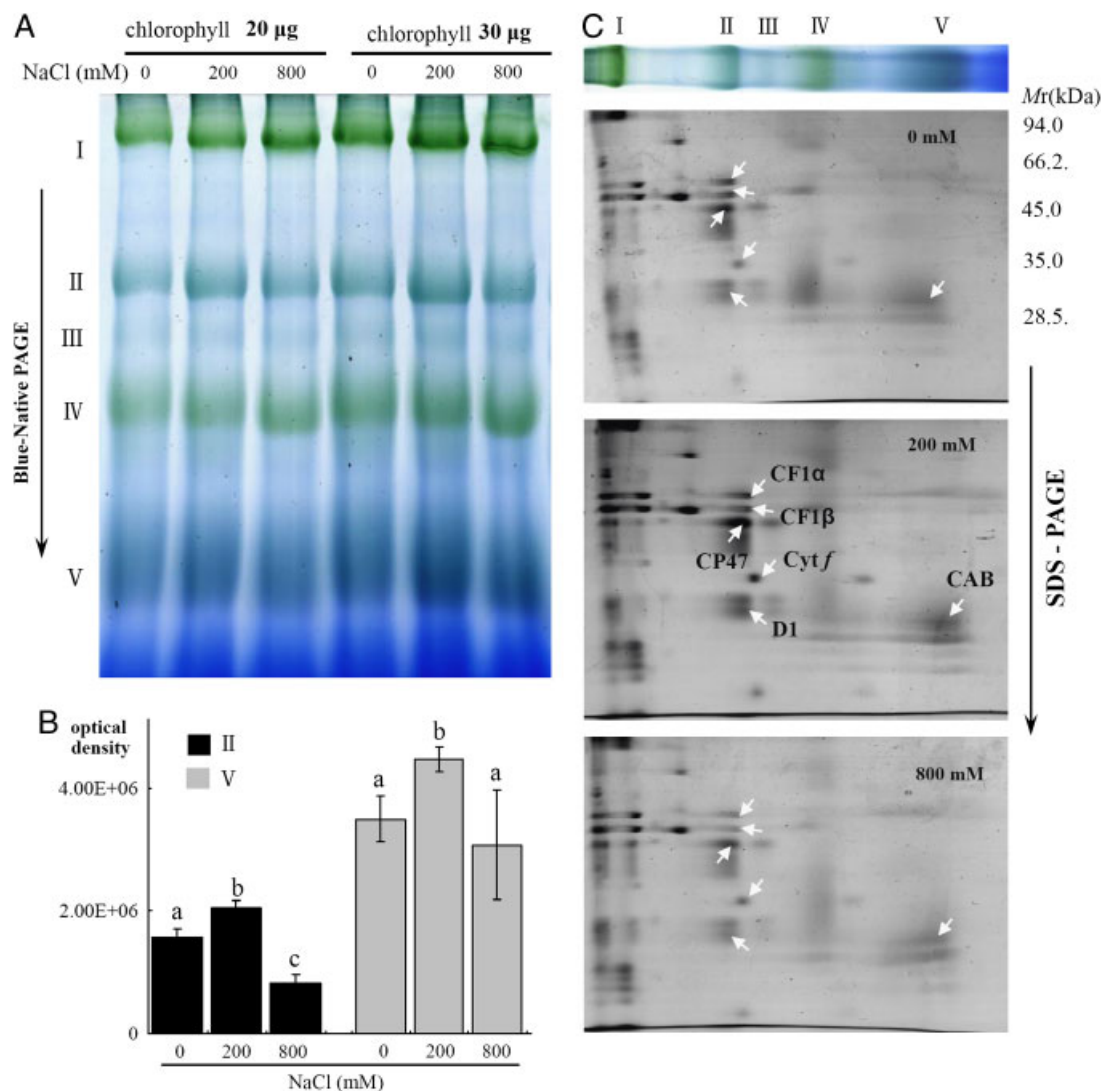 A
chlorophyll 20 μg
chlorophyll 30 μg
NaCl (mM) 0 200 800 0 200 800
I
II
III
IV
V
Blue-Native PAGE
B
optical density
II
V
4.00E+06
2.00E+06
0
a b c a b a
0 200 800 0 200 800
NaCl (mM)
C
I II III IV V
Mr(kDa)
94.0
66.2.
45.0
35.0
28.5.
0 mM
200 mM
CF1α
CF1β
CP47
Cyt f
CAB
D1
800 mM
SDS - PAGE